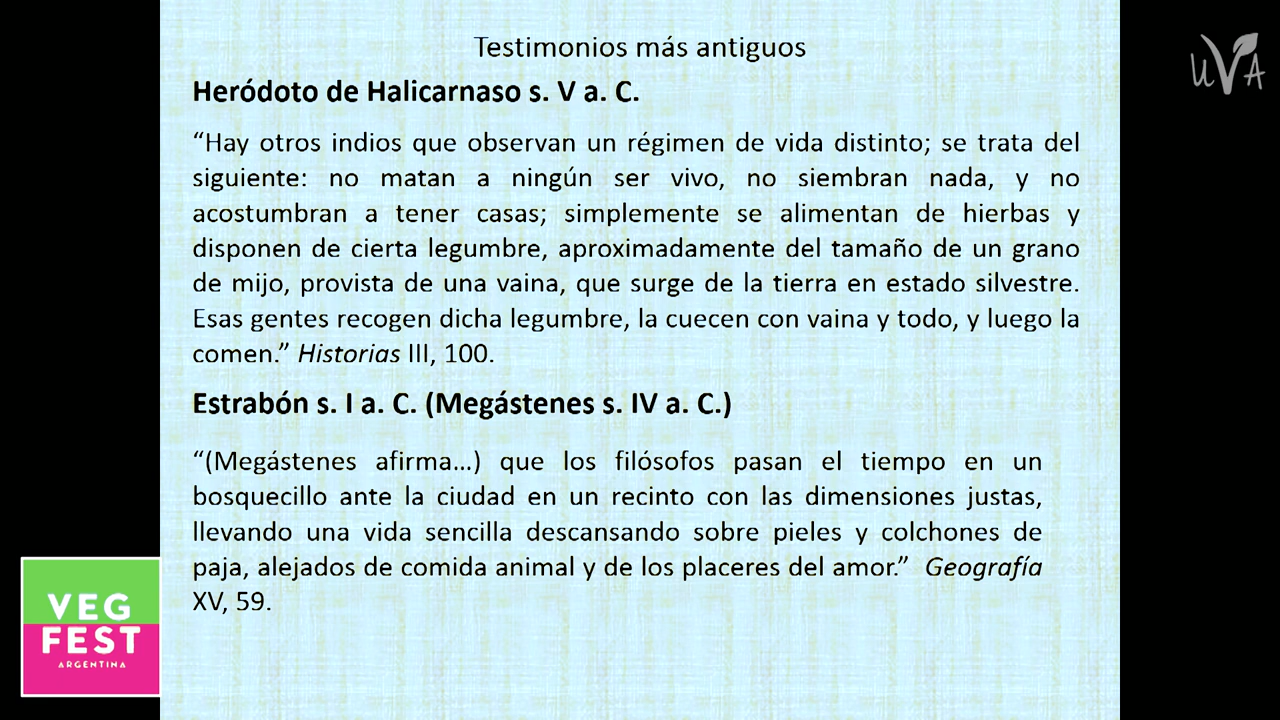 Testimonios más antiguos
UVA
Heródoto de Halicarnaso s. V a. C.
“Hay otros indios que observan un régimen de vida distinto; se trata del
siguiente: no matan a ningún ser vivo, no siembran nada, y no
acostumbran a tener casas; simplemente se alimentan de hierbas y
disponen de cierta legumbre, aproximadamente del tamaño de un grano
de mijo, provista de una vaina, que surge de la tierra en estado silvestre.
Esas gentes recogen dicha legumbre, la cuecen con vaina y todo, y luego la
comen.” Historias III, 100.
Estrabón s. I a. C. (Megástenes s. IV a. C.)
“(Megástenes afirma…) que los filósofos pasan el tiempo en un
bosquecillo ante la ciudad en un recinto con las dimensiones justas,
llevando una vida sencilla descansando sobre pieles y colchones de
paja, alejados de comida animal y de los placeres del amor.” Geografía
XV, 59.
VEG
FEST
ARGENTINA